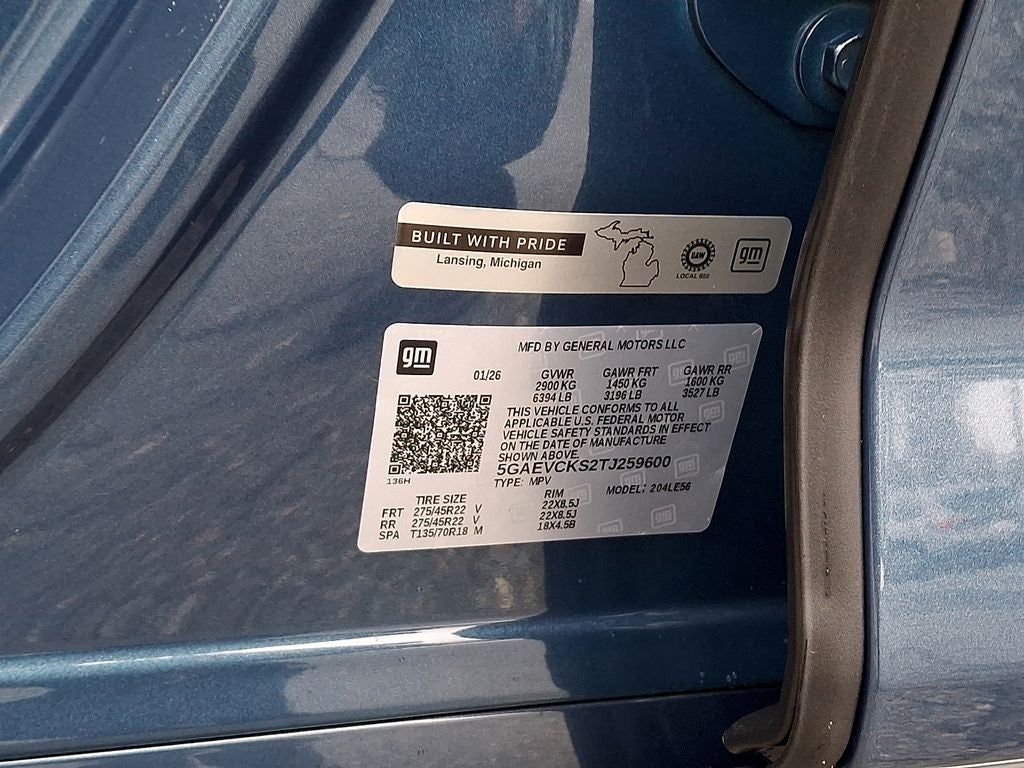 BUILT WITH PRIDE
Lansing, Michigan
UAW
LOCAL 602
gm
gm
MFD BY GENERAL MOTORS LLC
01/26 GVWR GAWR FRT GAWR RR
2900 KG 1450 KG 1600 KG
6394 LB 3196 LB 3527 LB
THIS VEHICLE CONFORMS TO ALL
APPLICABLE U.S. FEDERAL MOTOR
VEHICLE SAFETY STANDARDS IN EFFECT
ON THE DATE OF MANUFACTURE
SHOWN ABOVE.
5GAEVCKS2TJ259600
136H
TYPE: MPV MODEL: 204LE56
TIRE SIZE RIM
FRT 275/45R22 V 22X8.5J
RR 275/45R22 V 22X8.5J
SPA T135/70R18 M 18X4.5B